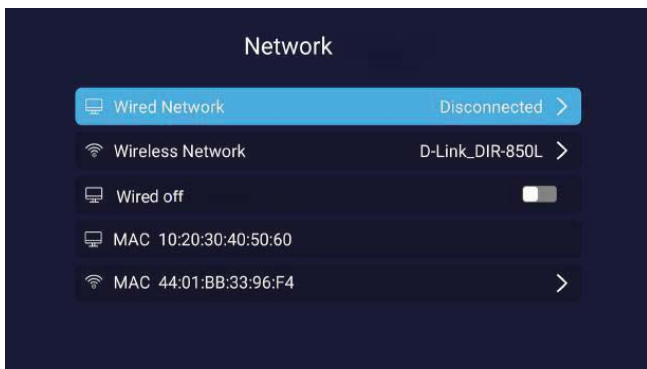 Network
Wired Network Disconnected
Wireless Network D-Link_DIR-850L
Wired off
MAC 10:20:30:40:50:60
MAC 44:01:BB:33:96:F4